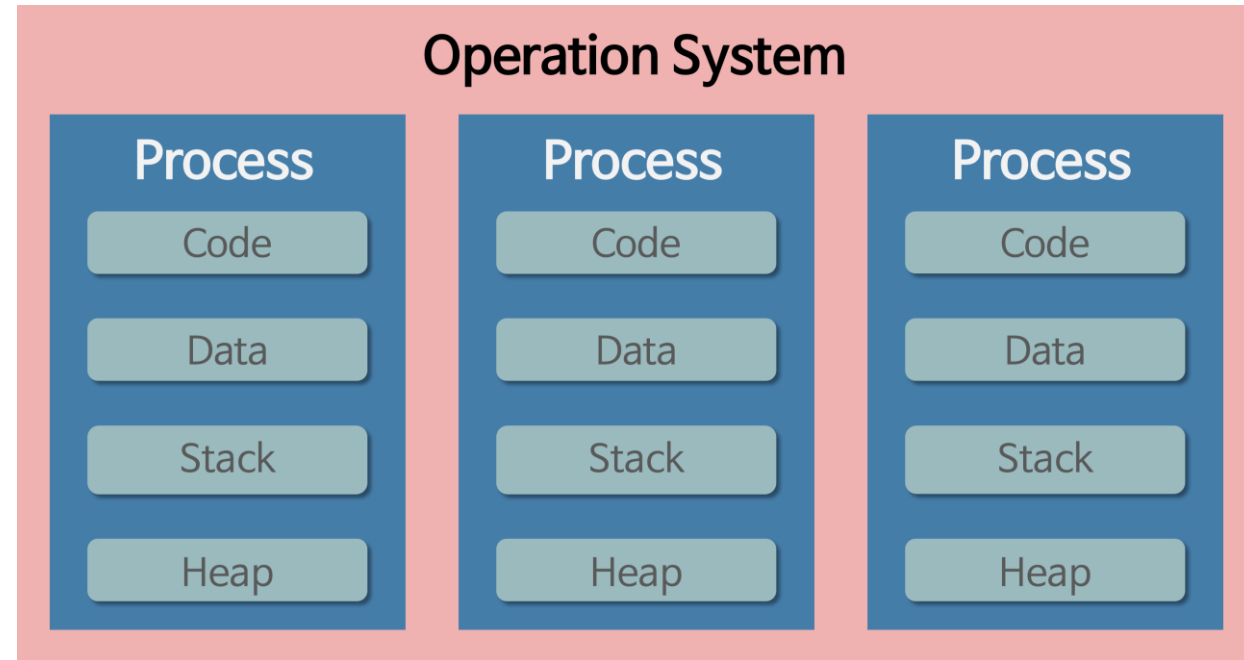 Operation System
Process
Code
Data
Stack
Heap
Process
Code
Data
Stack
Heap
Process
Code
Data
Stack
Heap